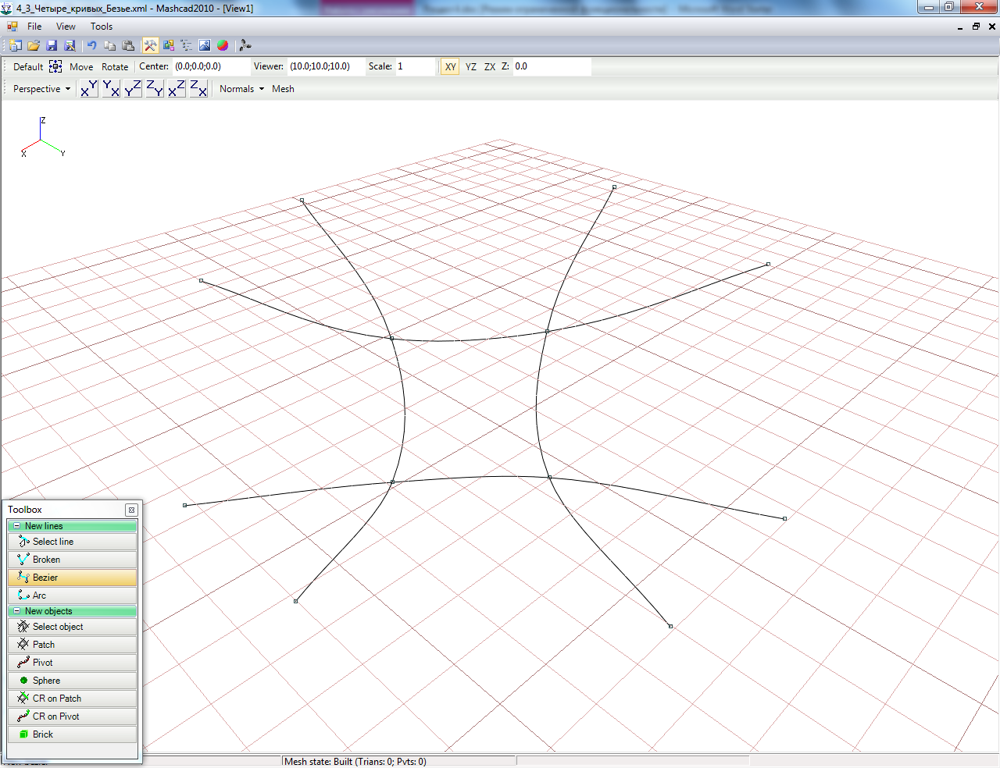 4_3_Четыре_кривых_Безье.xml - Mashcad2010 - [View1]
File View Tools
Default Move Rotate Center: (0.0;0.0;0.0) Viewer: (10.0;10.0;10.0) Scale: 1 XY YZ ZX Z: 0.0
Perspective X Y Y X Y Z Z Y X Z Z X Normals Mesh
Z
X Y
Toolbox
New lines
Select line
Broken
Bezier
Arc
New objects
Select object
Patch
Pivot
Sphere
CR on Patch
CR on Pivot
Brick
Mesh state: Built (Trians: 0; Pvts: 0)